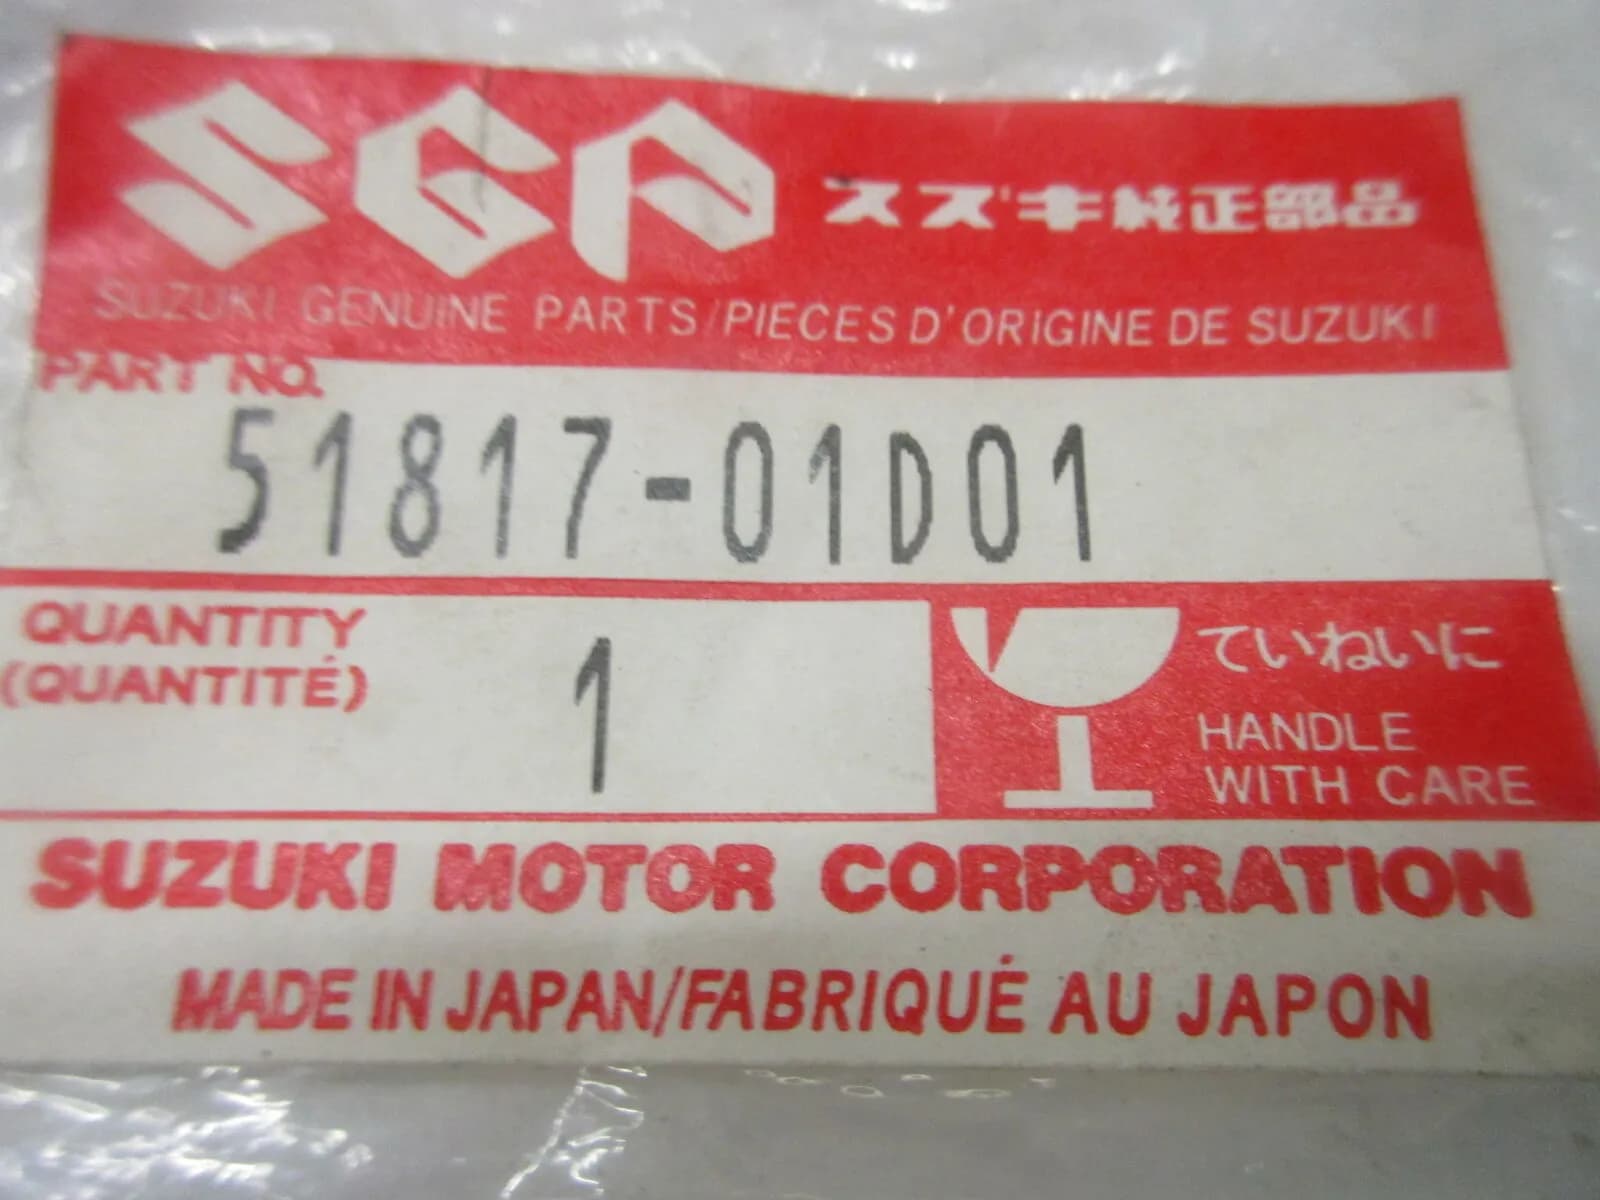 SGP スズキ純正部品
SUZUKI GENUINE PARTS/PIECES D'ORIGINE DE SUZUKI
PART NO.
51817-01D01
QUANTITY
(QUANTITÉ)
1
ていねいに
HANDLE
WITH CARE
SUZUKI MOTOR CORPORATION
MADE IN JAPAN/FABRIQUÉ AU JAPON